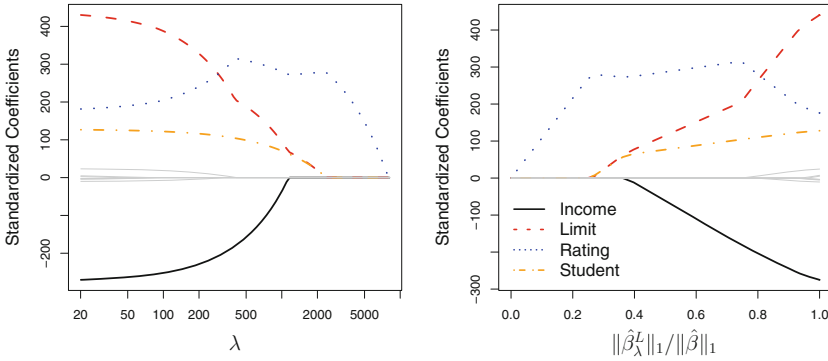 Standardized Coefficients
-200 0 100 200 300 400
20 50 100 200 500 2000 5000
λ
Standardized Coefficients
-300 -200 -100 0 100 200 300 400
Income
Limit
Rating
Student
0.0 0.2 0.4 0.6 0.8 1.0
‖β̂λᴸ‖₁/‖β̂‖₁